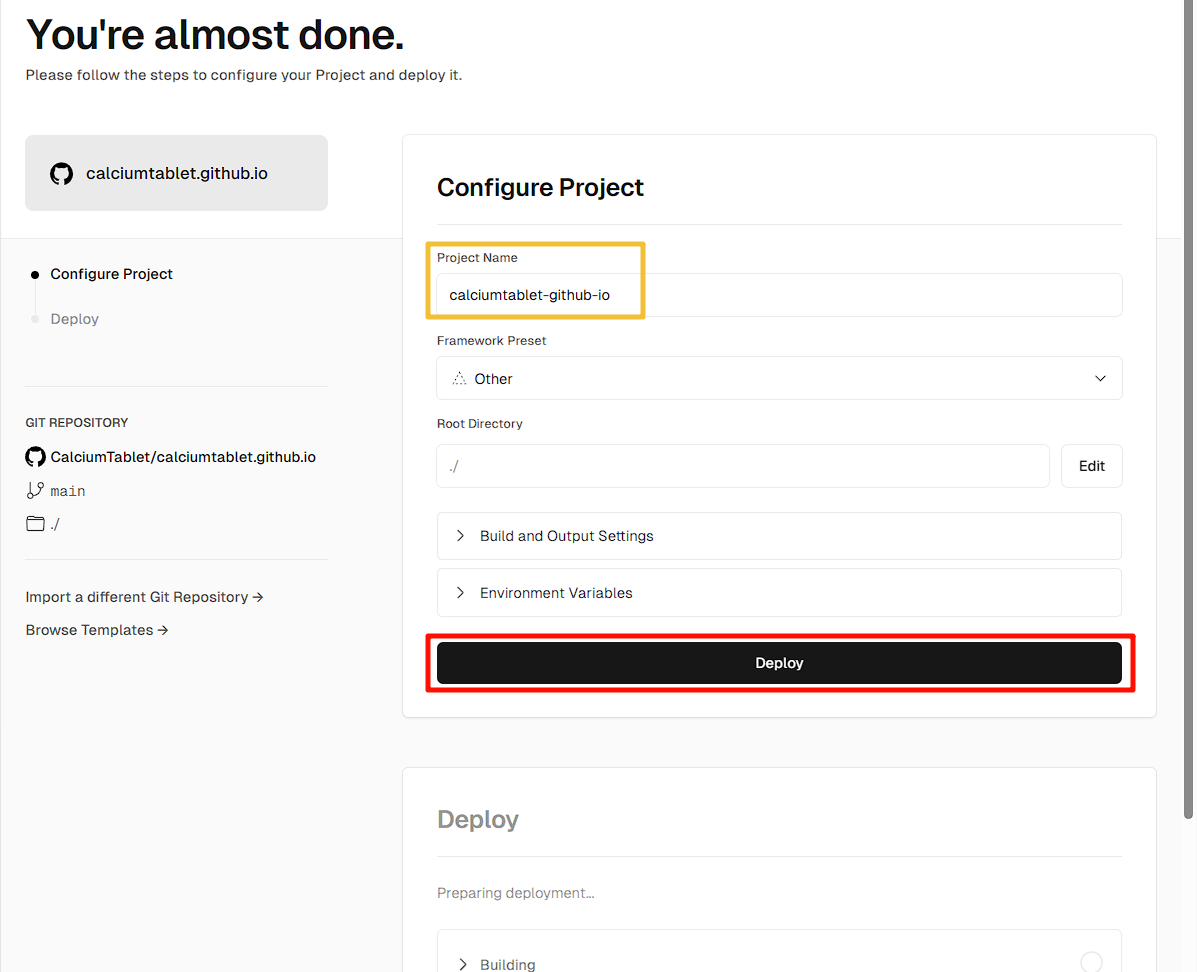 You're almost done.
Please follow the steps to configure your Project and deploy it.
calciumtablet.github.io
Configure Project
Deploy
GIT REPOSITORY
CalciumTablet/calciumtablet.github.io
main
./
Import a different Git Repository →
Browse Templates →
Configure Project
Project Name
calciumtablet-github-io
Framework Preset
Other
Root Directory
./
Edit
Build and Output Settings
Environment Variables
Deploy
Deploy
Preparing deployment...
Building